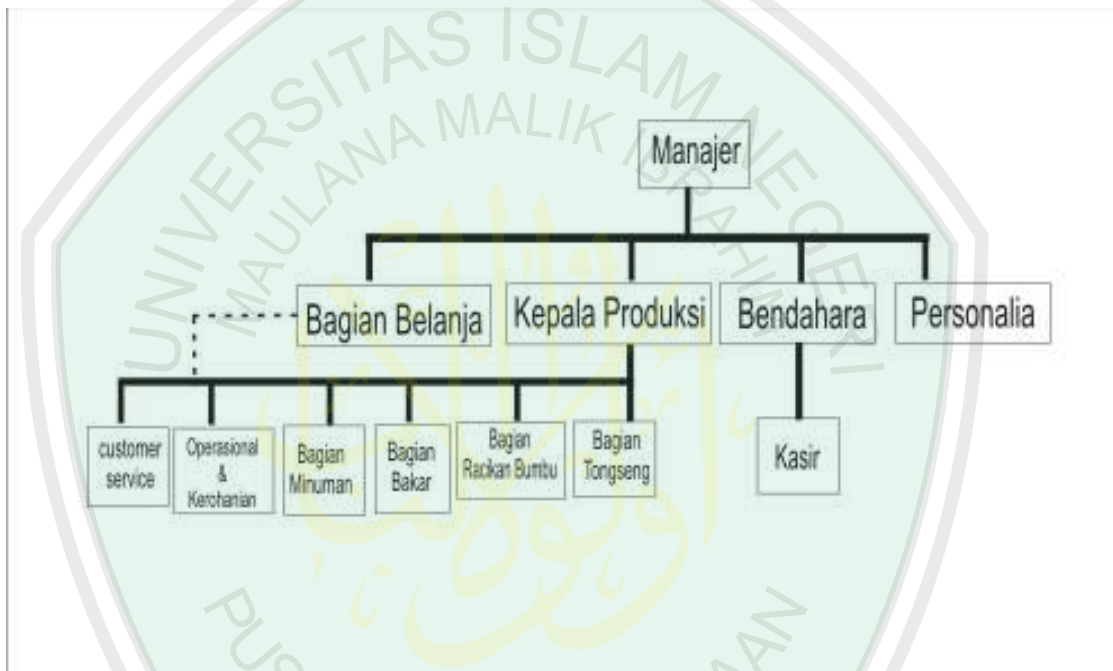 UNIVERSITAS ISLAM NEGERI
MAULANA MALIK IBRAHIM
Manajer
Bagian Belanja
Kepala Produksi
Bendahara
Personalia
customer
service
Operasional
&
Kerohanian
Bagian
Minuman
Bagian
Bakar
Bagian
Racikan Bumbu
Bagian
Tongseng
Kasir